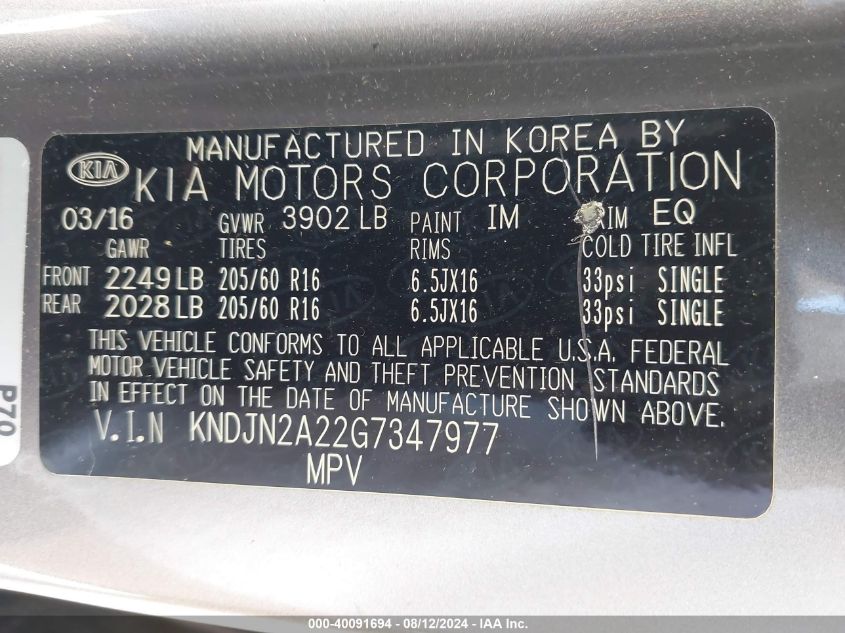 MANUFACTURED IN KOREA BY
KIA
KIA MOTORS CORPORATION
03/16 GVWR 3902 LB PAINT IM TRIM EQ
GAWR TIRES RIMS COLD TIRE INFL
FRONT 2249 LB 205/60 R16 6.5JX16 33psi SINGLE
REAR 2028 LB 205/60 R16 6.5JX16 33psi SINGLE
THIS VEHICLE CONFORMS TO ALL APPLICABLE U.S.A. FEDERAL
MOTOR VEHICLE SAFETY AND THEFT PREVENTION STANDARDS
IN EFFECT ON THE DATE OF MANUFACTURE SHOWN ABOVE.
V.I.N KNDJN2A22G7347977
MPV
P70
000-40091694 - 08/12/2024 - IAA Inc.